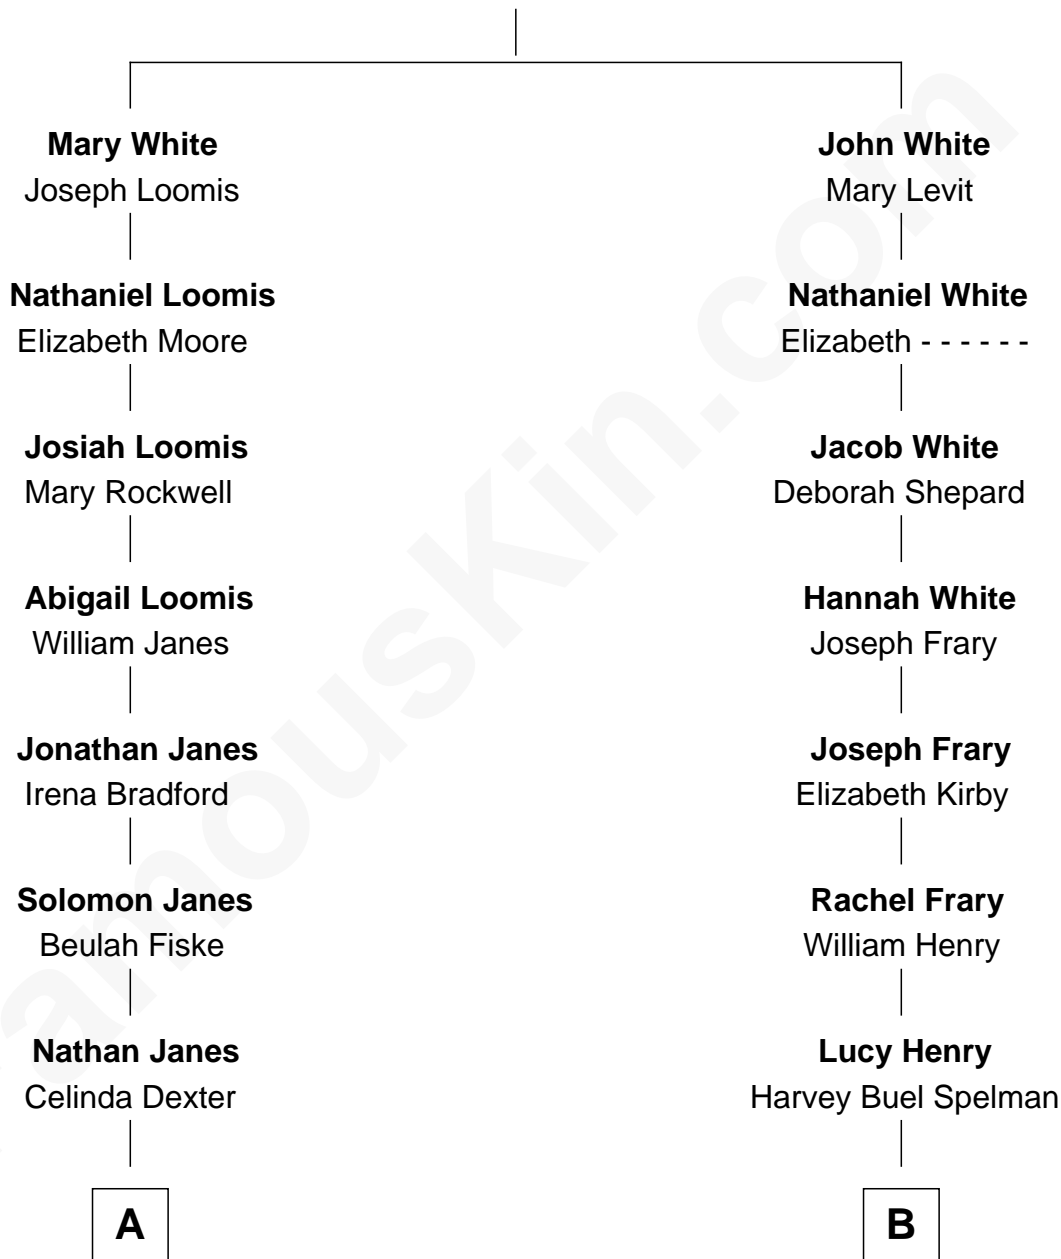 Mary White
Joseph Loomis
Nathaniel Loomis
Elizabeth Moore
Josiah Loomis
Mary Rockwell
Abigail Loomis
William Janes
Jonathan Janes
Irena Bradford
Solomon Janes
Beulah Fiske
Nathan Janes
Celinda Dexter
A
John White
Mary Levit
Nathaniel White
Elizabeth - - - - - -
Jacob White
Deborah Shepard
Hannah White
Joseph Frary
Joseph Frary
Elizabeth Kirby
Rachel Frary
William Henry
Lucy Henry
Harvey Buel Spelman
B
amouskin.com